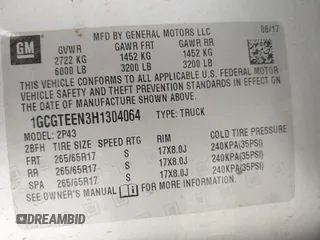 GM
MFD BY GENERAL MOTORS LLC
06/17
GVWR GAWR FRT GAWR RR
2722 KG 1452 KG 1452 KG
6000 LB 3200 LB 3200 LB
THIS VEHICLE CONFORMS TO ALL APPLICABLE U.S. FEDERAL MOTOR
VEHICLE SAFETY AND THEFT PREVENTION STANDARDS IN EFFECT ON
THE DATE OF MANUFACTURE SHOWN ABOVE.
1GCGTEEN3H1304064 TYPE: TRUCK
MODEL: 2P43
2BFH TIRE SIZE SPEED RTG RIM COLD TIRE PRESSURE
FRT 265/65R17 S 17X8.0J 240KPA(35PSI)
RR 265/65R17 S 17X8.0J 240KPA(35PSI)
SPA 265/65R17 S 17X8.0J 240KPA(35PSI)
SEE OWNER'S MANUAL FOR MORE INFORMATION.
DREAMBID